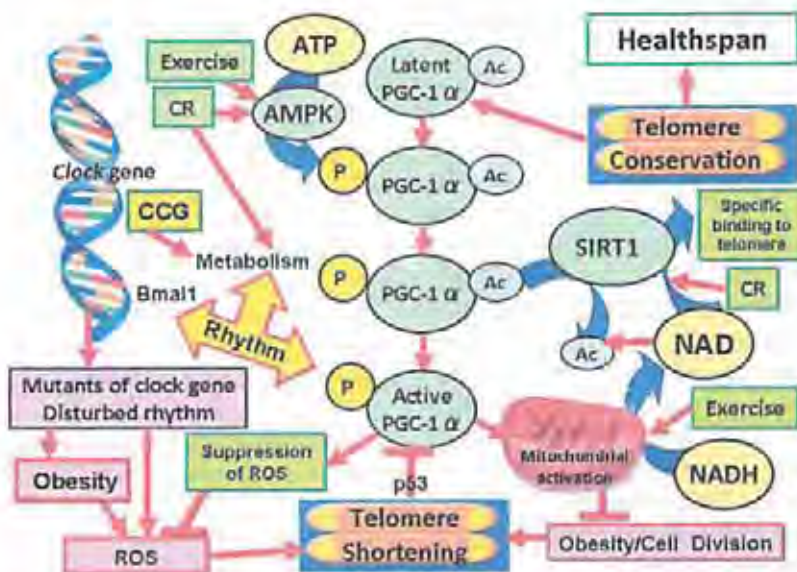 Exercise
CR
ATP
AMPK
Latent
PGC-1 α
Ac
Healthspan
Telomere
Conservation
Clock gene
CCG
Metabolism
Bmal1
Rhythm
P
PGC-1 α
Ac
P
PGC-1 α
Ac
SIRT1
Specific
binding to
telomere
CR
NAD
Ac
P
Active
PGC-1 α
Mutants of clock gene
Disturbed rhythm
Obesity
ROS
Suppression
of ROS
p53
Telomere
Shortening
Mitochondrial
activation
Exercise
NADH
Obesity/Cell Division